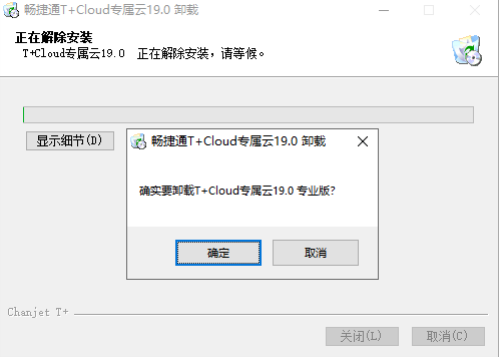 畅捷通T+Cloud专属云19.0 卸载
正在解除安装
T+Cloud专属云19.0 正在解除安装，请等候。
显示细节(D)
畅捷通T+Cloud专属云19.0 卸载
确实要卸载T+Cloud专属云19.0 专业版?
确定
取消
Chanjet T+
关闭(L)
取消(C)